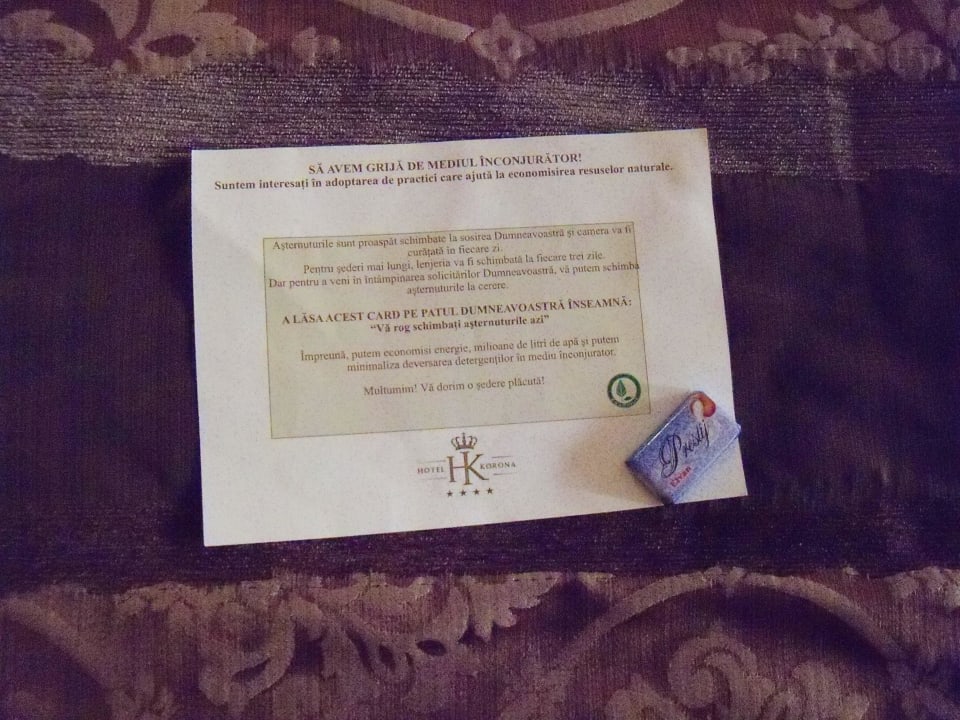 SĂ AVEM GRIJĂ DE MEDIUL ÎNCONJURĂTOR!
Suntem interesați în adoptarea de practici care ajută la economisirea resuselor naturale.
Așternuturile sunt proaspăt schimbate la sosirea Dumneavoastră și camera va fi
curățată în fiecare zi.
Pentru șederi mai lungi, lenjeria va fi schimbată la fiecare trei zile.
Dar pentru a veni în întâmpinarea solicitărilor Dumneavoastră, vă putem schimba
așternuturile la cerere.
A LĂSA ACEST CARD PE PATUL DUMNEAVOASTRĂ ÎNSEAMNĂ:
“Vă rog schimbați așternuturile azi”
Împreună, putem economisi energie, milioane de litri de apă și putem
minimaliza deversarea detergenților în mediu înconjurator.
Multumim! Vă dorim o ședere plăcută!
HOTEL HK KORONA
Prestij
Elvan